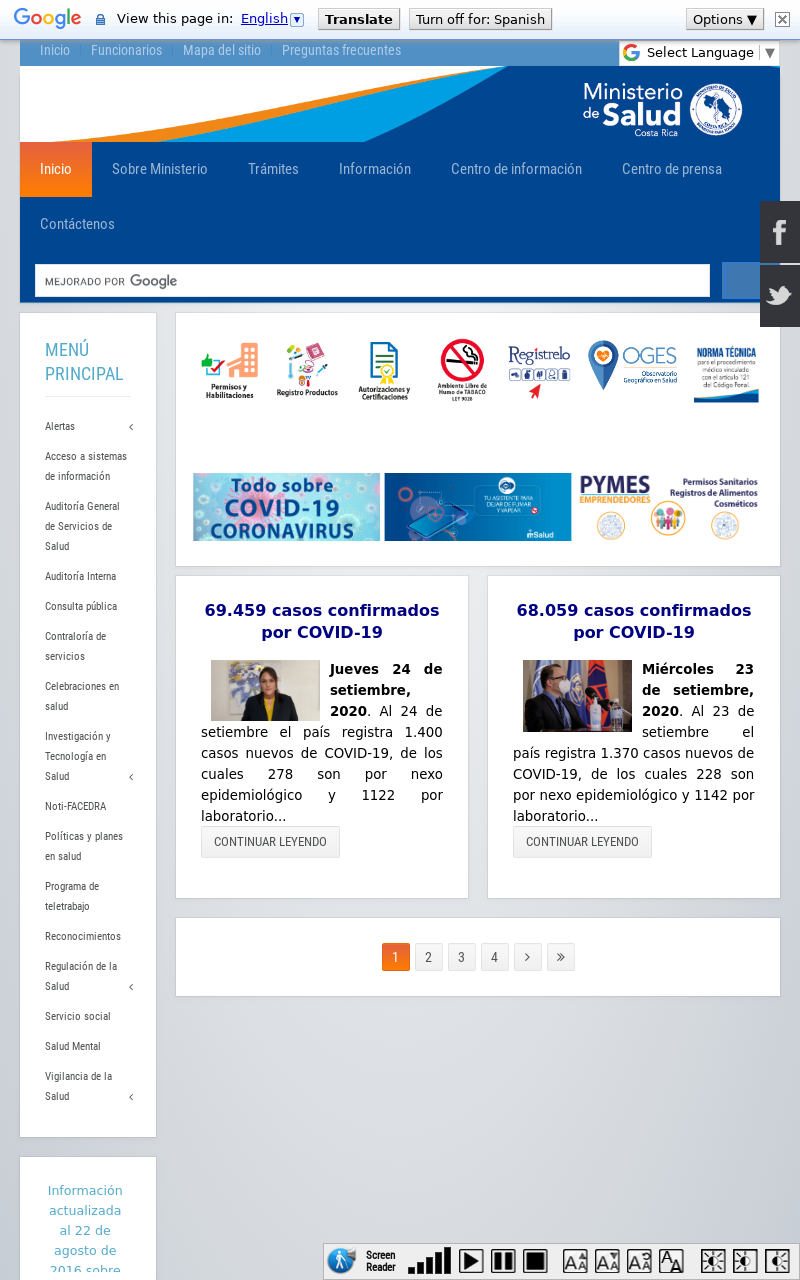 Google View this page in: English Translate Turn off for: Spanish Options ▼
Inicio Funcionarios Mapa del sitio Preguntas frecuentes
Select Language ▼
Ministerio
de Salud
Costa Rica
Inicio Sobre Ministerio Trámites Información Centro de información Centro de prensa
Contáctenos
MEJORADO POR Google
MENÚ
PRINCIPAL
Alertas
Acceso a sistemas
de información
Auditoría General
de Servicios de
Salud
Auditoría Interna
Consulta pública
Contraloría de
servicios
Celebraciones en
salud
Investigación y
Tecnología en
Salud
Noti-FACEDRA
Políticas y planes
en salud
Programa de
teletrabajo
Reconocimientos
Regulación de la
Salud
Servicio social
Salud Mental
Vigilancia de la
Salud
Información
actualizada
al 22 de
agosto de
2016 sobre
Permisos y
Habilitaciones
Registro Productos
Autorizaciones y
Certificaciones
Ambiente Libre de
Humo de TABACO
LEY 9028
Regístrelo
OGES
Observatorio
Geográfico en Salud
NORMA TÉCNICA
para el procedimiento
médico vinculado
con el artículo 121
del Código Penal.
Todo sobre
COVID-19
CORONAVIRUS
TU ASISTENTE PARA
DEJAR DE FUMAR
Y VAPEAR
mSalud
PYMES
EMPRENDEDORES
Permisos Sanitarios
Registros de Alimentos
Cosméticos
69.459 casos confirmados
por COVID-19
Jueves 24 de
setiembre,
2020. Al 24 de
setiembre el país registra 1.400
casos nuevos de COVID-19, de los
cuales 278 son por nexo
epidemiológico y 1122 por
laboratorio...
CONTINUAR LEYENDO
68.059 casos confirmados
por COVID-19
Miércoles 23
de setiembre,
2020. Al 23 de
setiembre el
país registra 1.370 casos nuevos de
COVID-19, de los cuales 228 son
por nexo epidemiológico y 1142 por
laboratorio...
CONTINUAR LEYENDO
1 2 3 4 › »
Screen
Reader